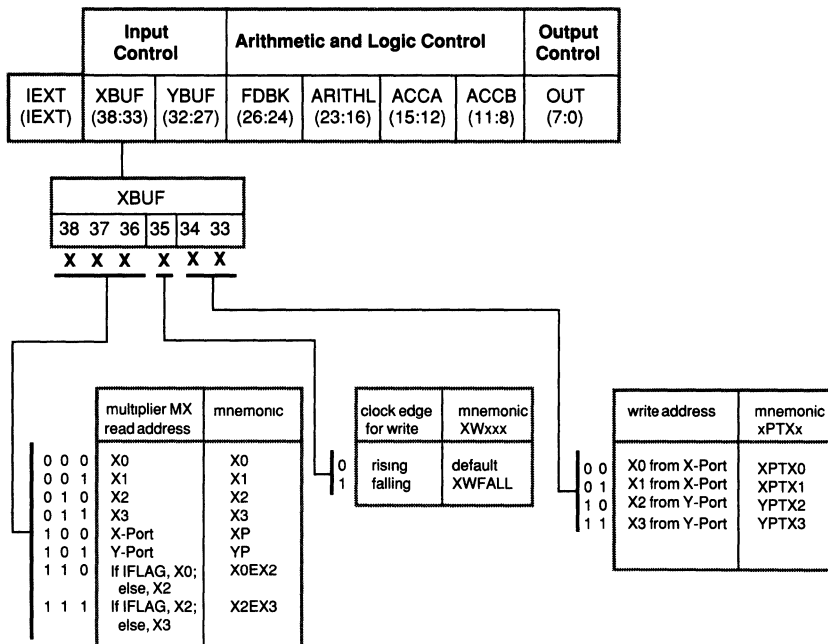 Input Control
Arithmetic and Logic Control
Output Control
IEXT (IEXT)
XBUF (38:33)
YBUF (32:27)
FDBK (26:24)
ARITHL (23:16)
ACCA (15:12)
ACCB (11:8)
OUT (7:0)
XBUF
38 37 36 35 34 33
X X X X X X
multiplier MX read address mnemonic
0 0 0 X0 X0
0 0 1 X1 X1
0 1 0 X2 X2
0 1 1 X3 X3
1 0 0 X-Port XP
1 0 1 Y-Port YP
1 1 0 If IFLAG, X0; else, X2 X0EX2
1 1 1 If IFLAG, X2; else, X3 X2EX3
clock edge for write mnemonic XWxxx
0 rising default
1 falling XWFALL
write address mnemonic xPTXx
0 0 X0 from X-Port XPTX0
0 1 X1 from X-Port XPTX1
1 0 X2 from Y-Port YPTX2
1 1 X3 from Y-Port YPTX3